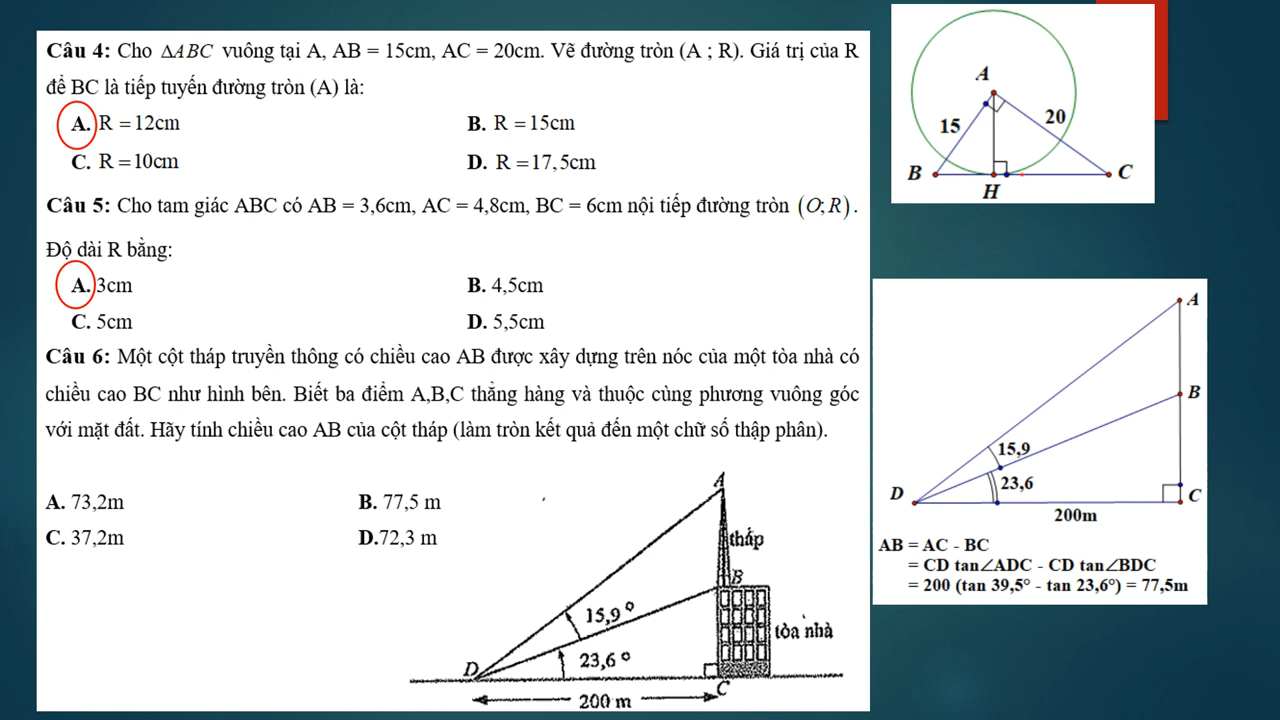 Câu 4: Cho ΔABC vuông tại A, AB = 15cm, AC = 20cm. Vẽ đường tròn (A ; R). Giá trị của R
để BC là tiếp tuyến đường tròn (A) là:
A. R = 12cm
B. R = 15cm
C. R = 10cm
D. R = 17,5cm
Câu 5: Cho tam giác ABC có AB = 3,6cm, AC = 4,8cm, BC = 6cm nội tiếp đường tròn (O;R).
Độ dài R bằng:
A. 3cm
B. 4,5cm
C. 5cm
D. 5,5cm
Câu 6: Một cột tháp truyền thông có chiều cao AB được xây dựng trên nóc của một tòa nhà có
chiều cao BC như hình bên. Biết ba điểm A,B,C thẳng hàng và thuộc cùng phương vuông góc
với mặt đất. Hãy tính chiều cao AB của cột tháp (làm tròn kết quả đến một chữ số thập phân).
A. 73,2m
B. 77,5 m
C. 37,2m
D.72,3 m
A
tháp
B
15,9°
tòa nhà
23,6°
D
C
200 m
A
15
20
B
C
H
A
B
15,9
23,6
D
C
200m
AB = AC - BC
= CD tan∠ADC - CD tan∠BDC
= 200 (tan 39,5° - tan 23,6°) = 77,5m